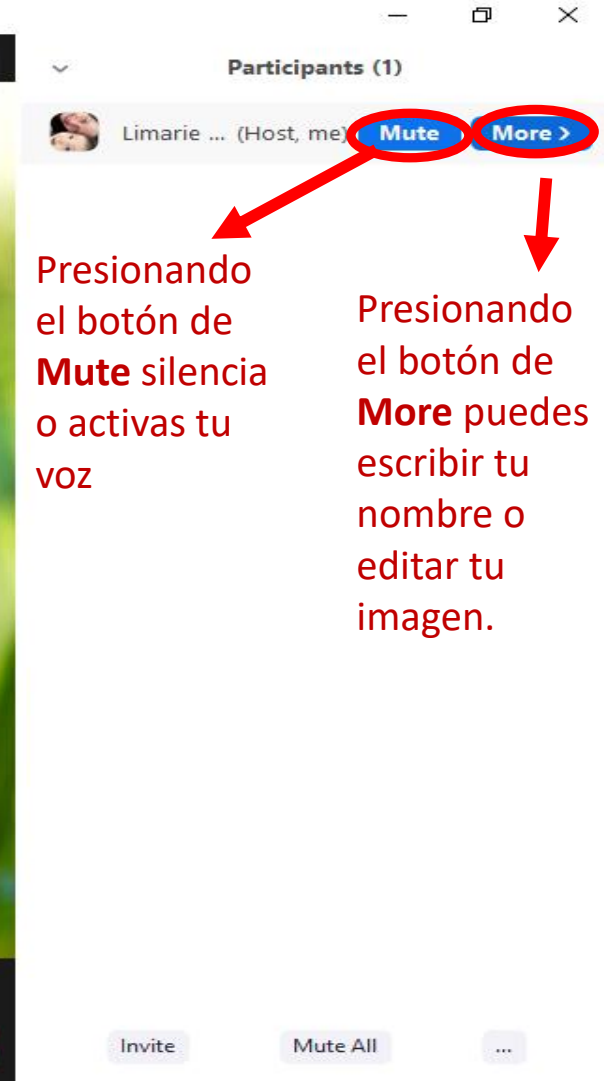 Participants (1)
Limarie ... (Host, me) Mute More >
Presionando
el botón de
Mute silencia
o activas tu
voz
Presionando
el botón de
More puedes
escribir tu
nombre o
editar tu
imagen.
Invite Mute All ...